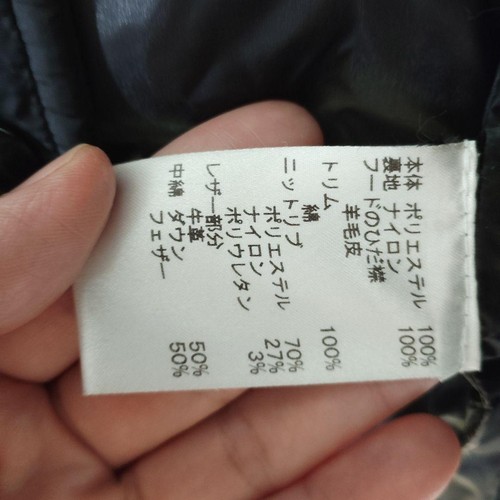 本体 ポリエステル 100%
裏地 ナイロン 100%
フードのひだ襟
羊毛皮
トリム
綿 100%
ニットリブ
ポリエステル 70%
ナイロン 27%
ポリウレタン 3%
レザー部分
牛革
中綿 ダウン 50%
フェザー 50%